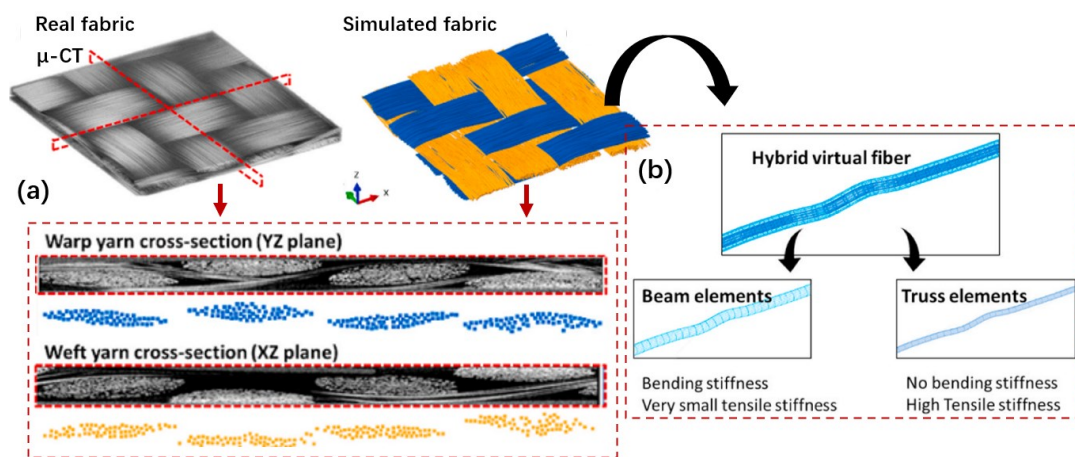 Real fabric
μ-CT
Simulated fabric
(a)
z
x
Warp yarn cross-section (YZ plane)
Weft yarn cross-section (XZ plane)
(b)
Hybrid virtual fiber
Beam elements
Truss elements
Bending stiffness
Very small tensile stiffness
No bending stiffness
High Tensile stiffness